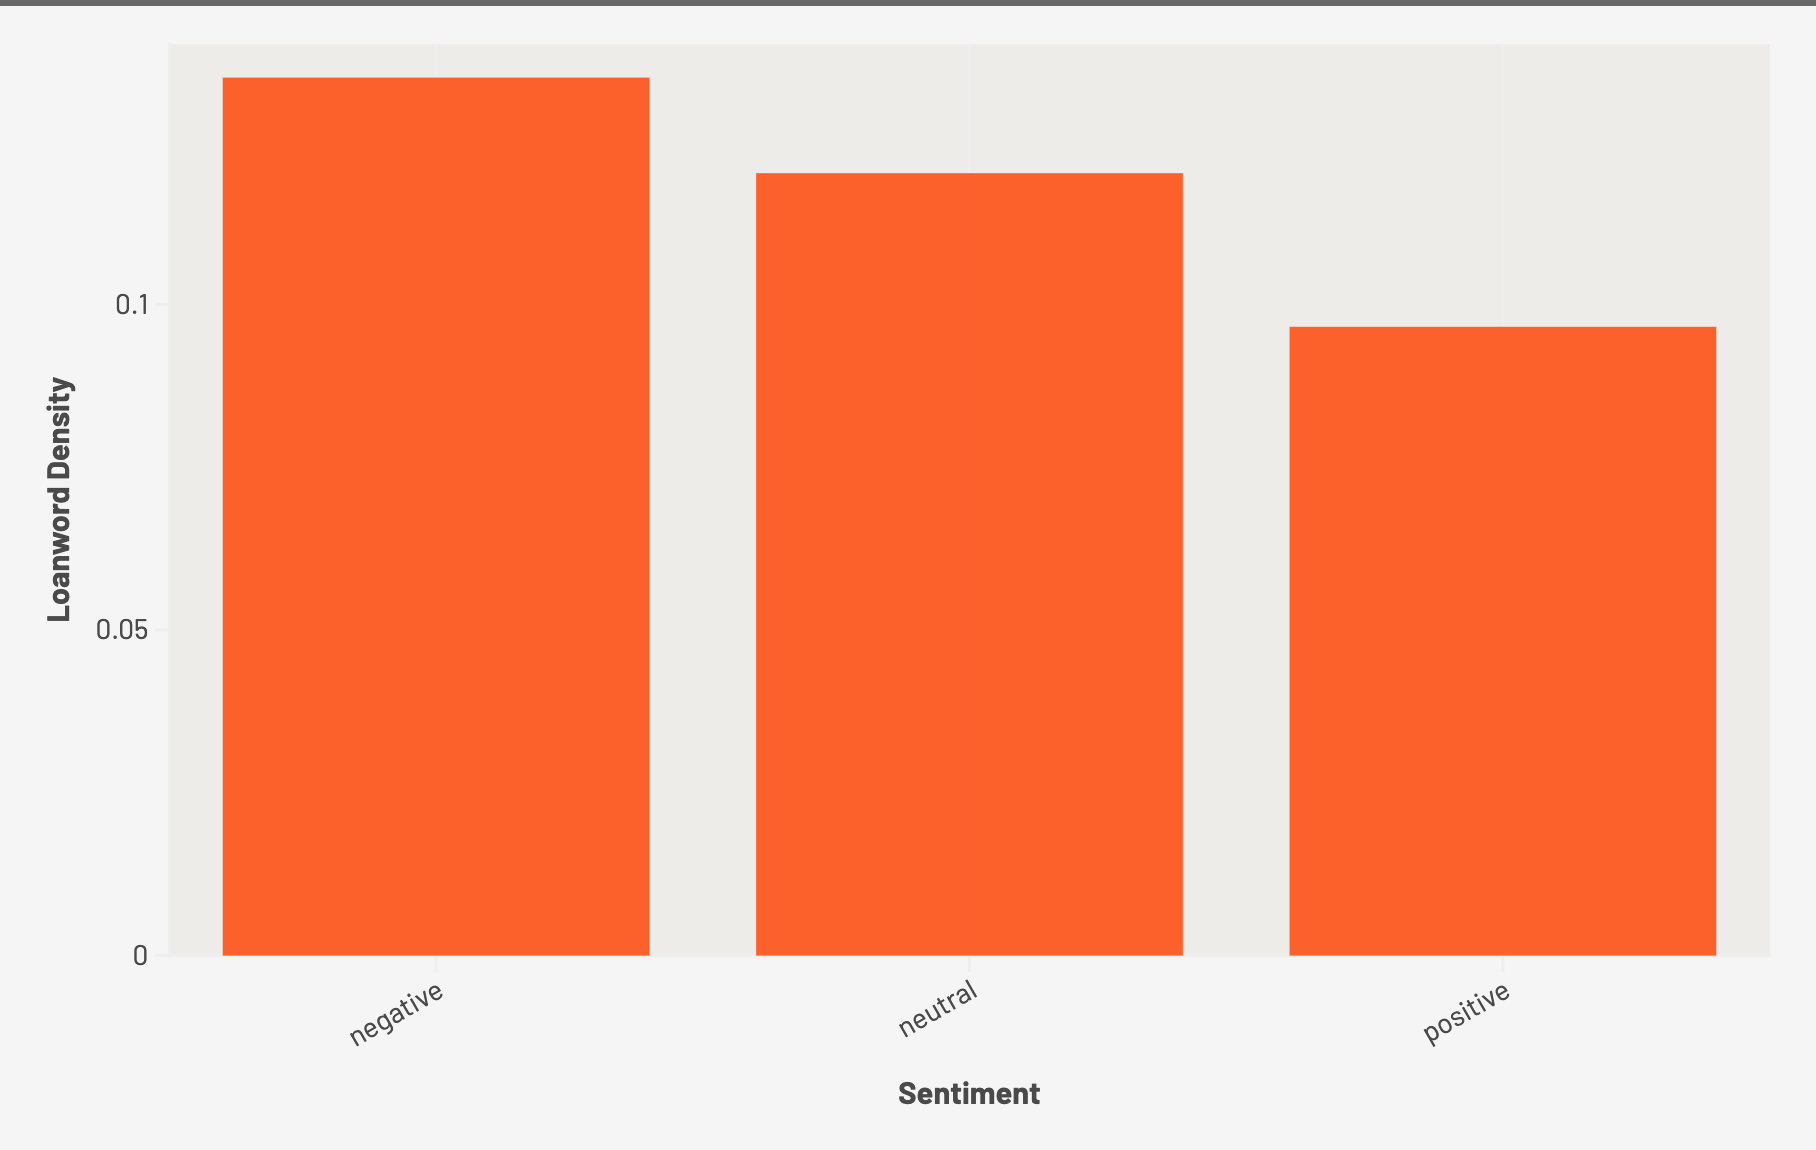 0.1
0.05
0
Loanword Density
negative
neutral
positive
Sentiment